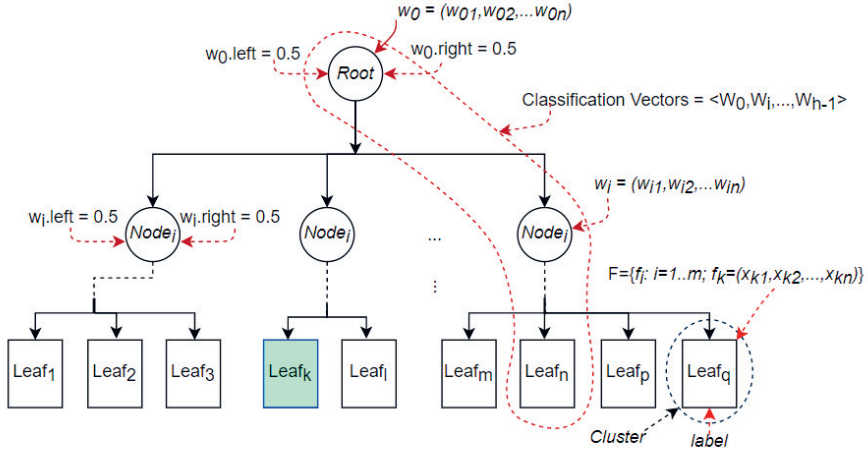 w0 = (w01,w02,...w0n)
w0.left = 0.5
w0.right = 0.5
Root
Classification Vectors = <W0,Wi,...,Wh-1>
wi = (wi1,wi2,...win)
wi.left = 0.5
wi.right = 0.5
Nodei
Nodei
...
Nodei
...
F={fi: i=1..m; fk=(xk1,xk2,...,xkn)}
Leaf1
Leaf2
Leaf3
Leafk
Leafl
Leafm
Leafn
Leafp
Leafq
Cluster
label